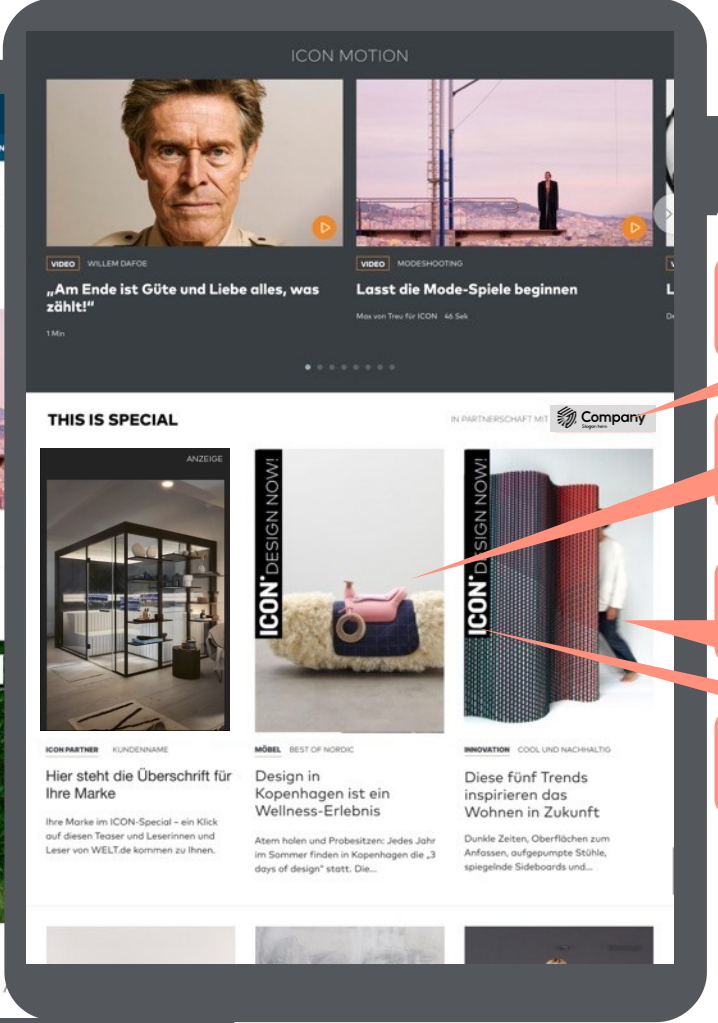 ICON MOTION
VIDEO WILLEM DAFOE
„Am Ende ist Güte und Liebe alles, was
zählt!“
1 Min
VIDEO MODESHOOTING
Lasst die Mode-Spiele beginnen
Max von Treu für ICON 46 Sek
THIS IS SPECIAL
IN PARTNERSCHAFT MIT
Company
Slogan here
ANZEIGE
ICON PARTNER KUNDENNAME
Hier steht die Überschrift für
Ihre Marke
Ihre Marke im ICON-Special – ein Klick
auf diesen Teaser und Leserinnen und
Leser von WELT.de kommen zu Ihnen.
ICON DESIGN NOW!
MÖBEL BEST OF NORDIC
Design in
Kopenhagen ist ein
Wellness-Erlebnis
Atem holen und Probesitzen: Jedes Jahr
im Sommer finden in Kopenhagen die „3
days of design“ statt. Die...
ICON DESIGN NOW!
INNOVATION COOL UND NACHHALTIG
Diese fünf Trends
inspirieren das
Wohnen in Zukunft
Dunkle Zeiten, Oberflächen zum
Anfassen, aufgepumpte Stühle,
spiegelnde Sideboards und...